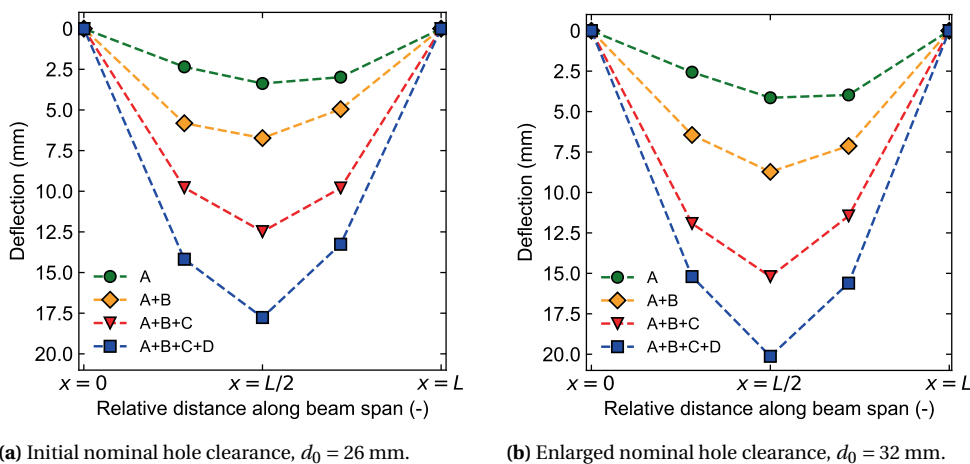 0
2.5
5.0
7.5
10.0
12.5
15.0
17.5
20.0
Deflection (mm)
A
A+B
A+B+C
A+B+C+D
x = 0
x = L/2
x = L
Relative distance along beam span (-)
(a) Initial nominal hole clearance, d₀ = 26 mm.
0
2.5
5.0
7.5
10.0
12.5
15.0
17.5
20.0
Deflection (mm)
A
A+B
A+B+C
A+B+C+D
x = 0
x = L/2
x = L
Relative distance along beam span (-)
(b) Enlarged nominal hole clearance, d₀ = 32 mm.